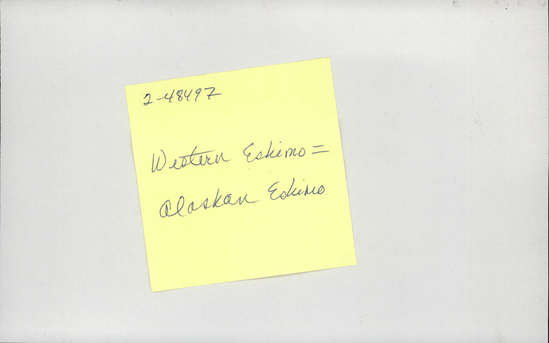 2-48497
Western Eskimo =
Alaskan Eskimo